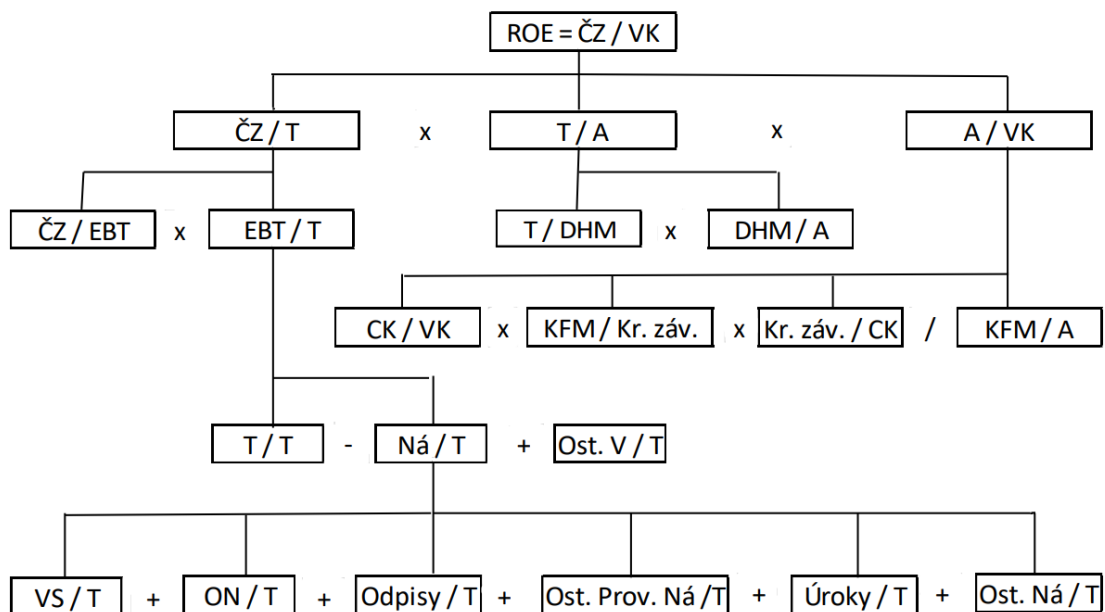 ROE = ČZ / VK
ČZ / T x T / A x A / VK
ČZ / EBT x EBT / T T / DHM x DHM / A
CK / VK x KFM / Kr. záv. x Kr. záv. / CK / KFM / A
T / T - Ná / T + Ost. V / T
VS / T + ON / T + Odpisy / T + Ost. Prov. Ná /T + Úroky / T + Ost. Ná / T